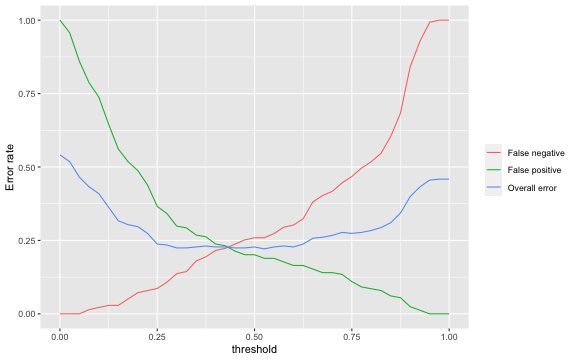 1.00
0.75
0.50
0.25
0.00
Error rate
0.00
0.25
0.50
0.75
1.00
threshold
False negative
False positive
Overall error